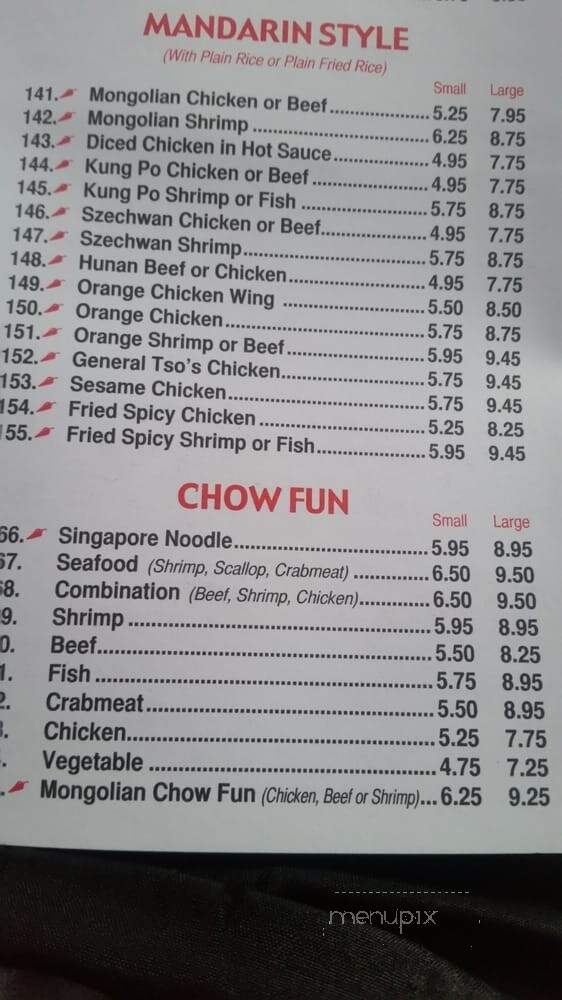 MANDARIN STYLE
(With Plain Rice or Plain Fried Rice)
Small Large
141. Mongolian Chicken or Beef 5.25 7.95
142. Mongolian Shrimp 6.25 8.75
143. Diced Chicken in Hot Sauce 4.95 7.75
144. Kung Po Chicken or Beef 4.95 7.75
145. Kung Po Shrimp or Fish 5.75 8.75
146. Szechwan Chicken or Beef 4.95 7.75
147. Szechwan Shrimp 5.75 8.75
148. Hunan Beef or Chicken 4.95 7.75
149. Orange Chicken Wing 5.50 8.50
150. Orange Chicken 5.75 8.75
151. Orange Shrimp or Beef 5.95 9.45
152. General Tso's Chicken 5.75 9.45
153. Sesame Chicken 5.75 9.45
154. Fried Spicy Chicken 5.25 8.25
155. Fried Spicy Shrimp or Fish 5.95 9.45
CHOW FUN
Small Large
66. Singapore Noodle 5.95 8.95
67. Seafood (Shrimp, Scallop, Crabmeat) 6.50 9.50
68. Combination (Beef, Shrimp, Chicken) 6.50 9.50
9. Shrimp 5.95 8.95
0. Beef 5.50 8.25
1. Fish 5.75 8.95
2. Crabmeat 5.50 8.95
Chicken 5.25 7.75
Vegetable 4.75 7.25
Mongolian Chow Fun (Chicken, Beef or Shrimp)... 6.25 9.25
menupix